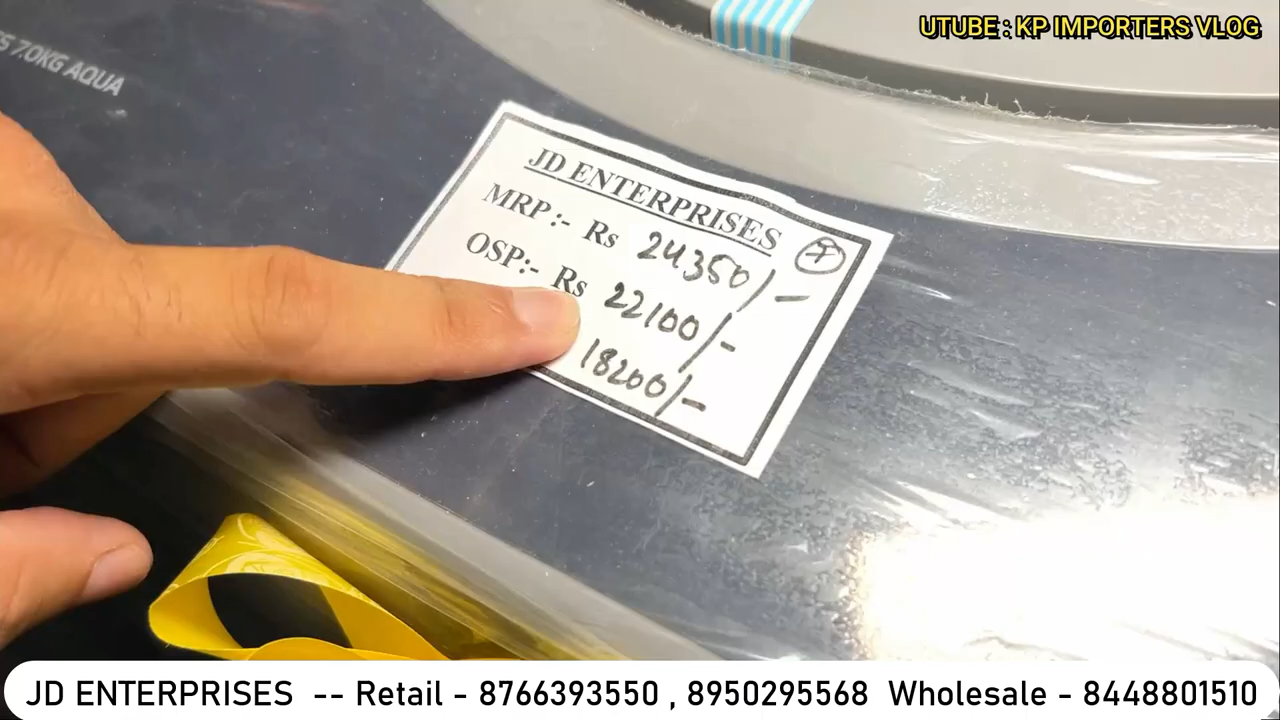 UTUBE : KP IMPORTERS VLOG
7.0KG AQUA
JD ENTERPRISES
MRP:- Rs 24350/-
OSP:- Rs 22100/-
18200/-
JD ENTERPRISES -- Retail - 8766393550 , 8950295568 Wholesale - 8448801510